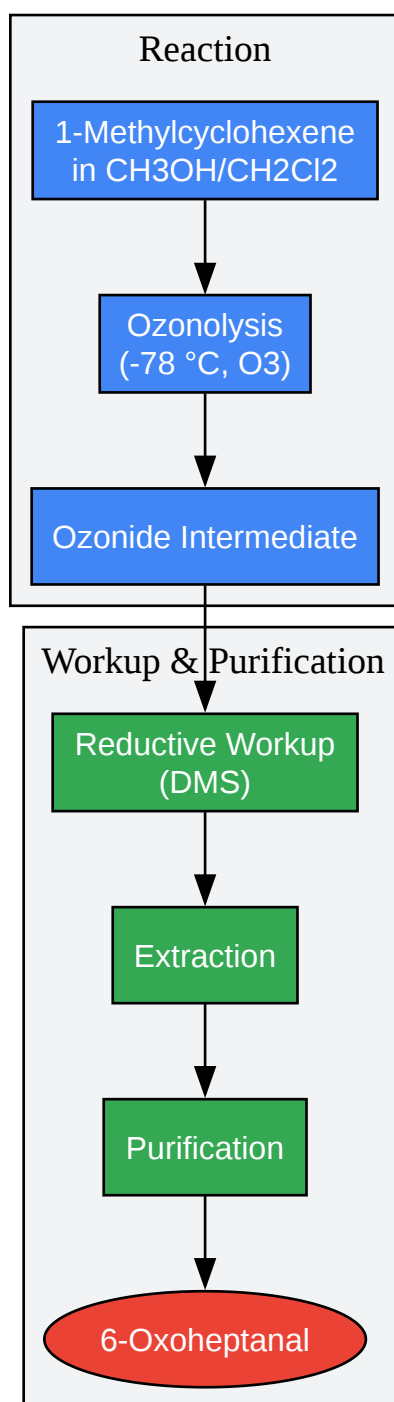 Reaction
1-Methylcyclohexene
in CH3OH/CH2Cl2
Ozonolysis
(-78 °C, O3)
Ozonide Intermediate
Workup & Purification
Reductive Workup
(DMS)
Extraction
Purification
6-Oxoheptanal